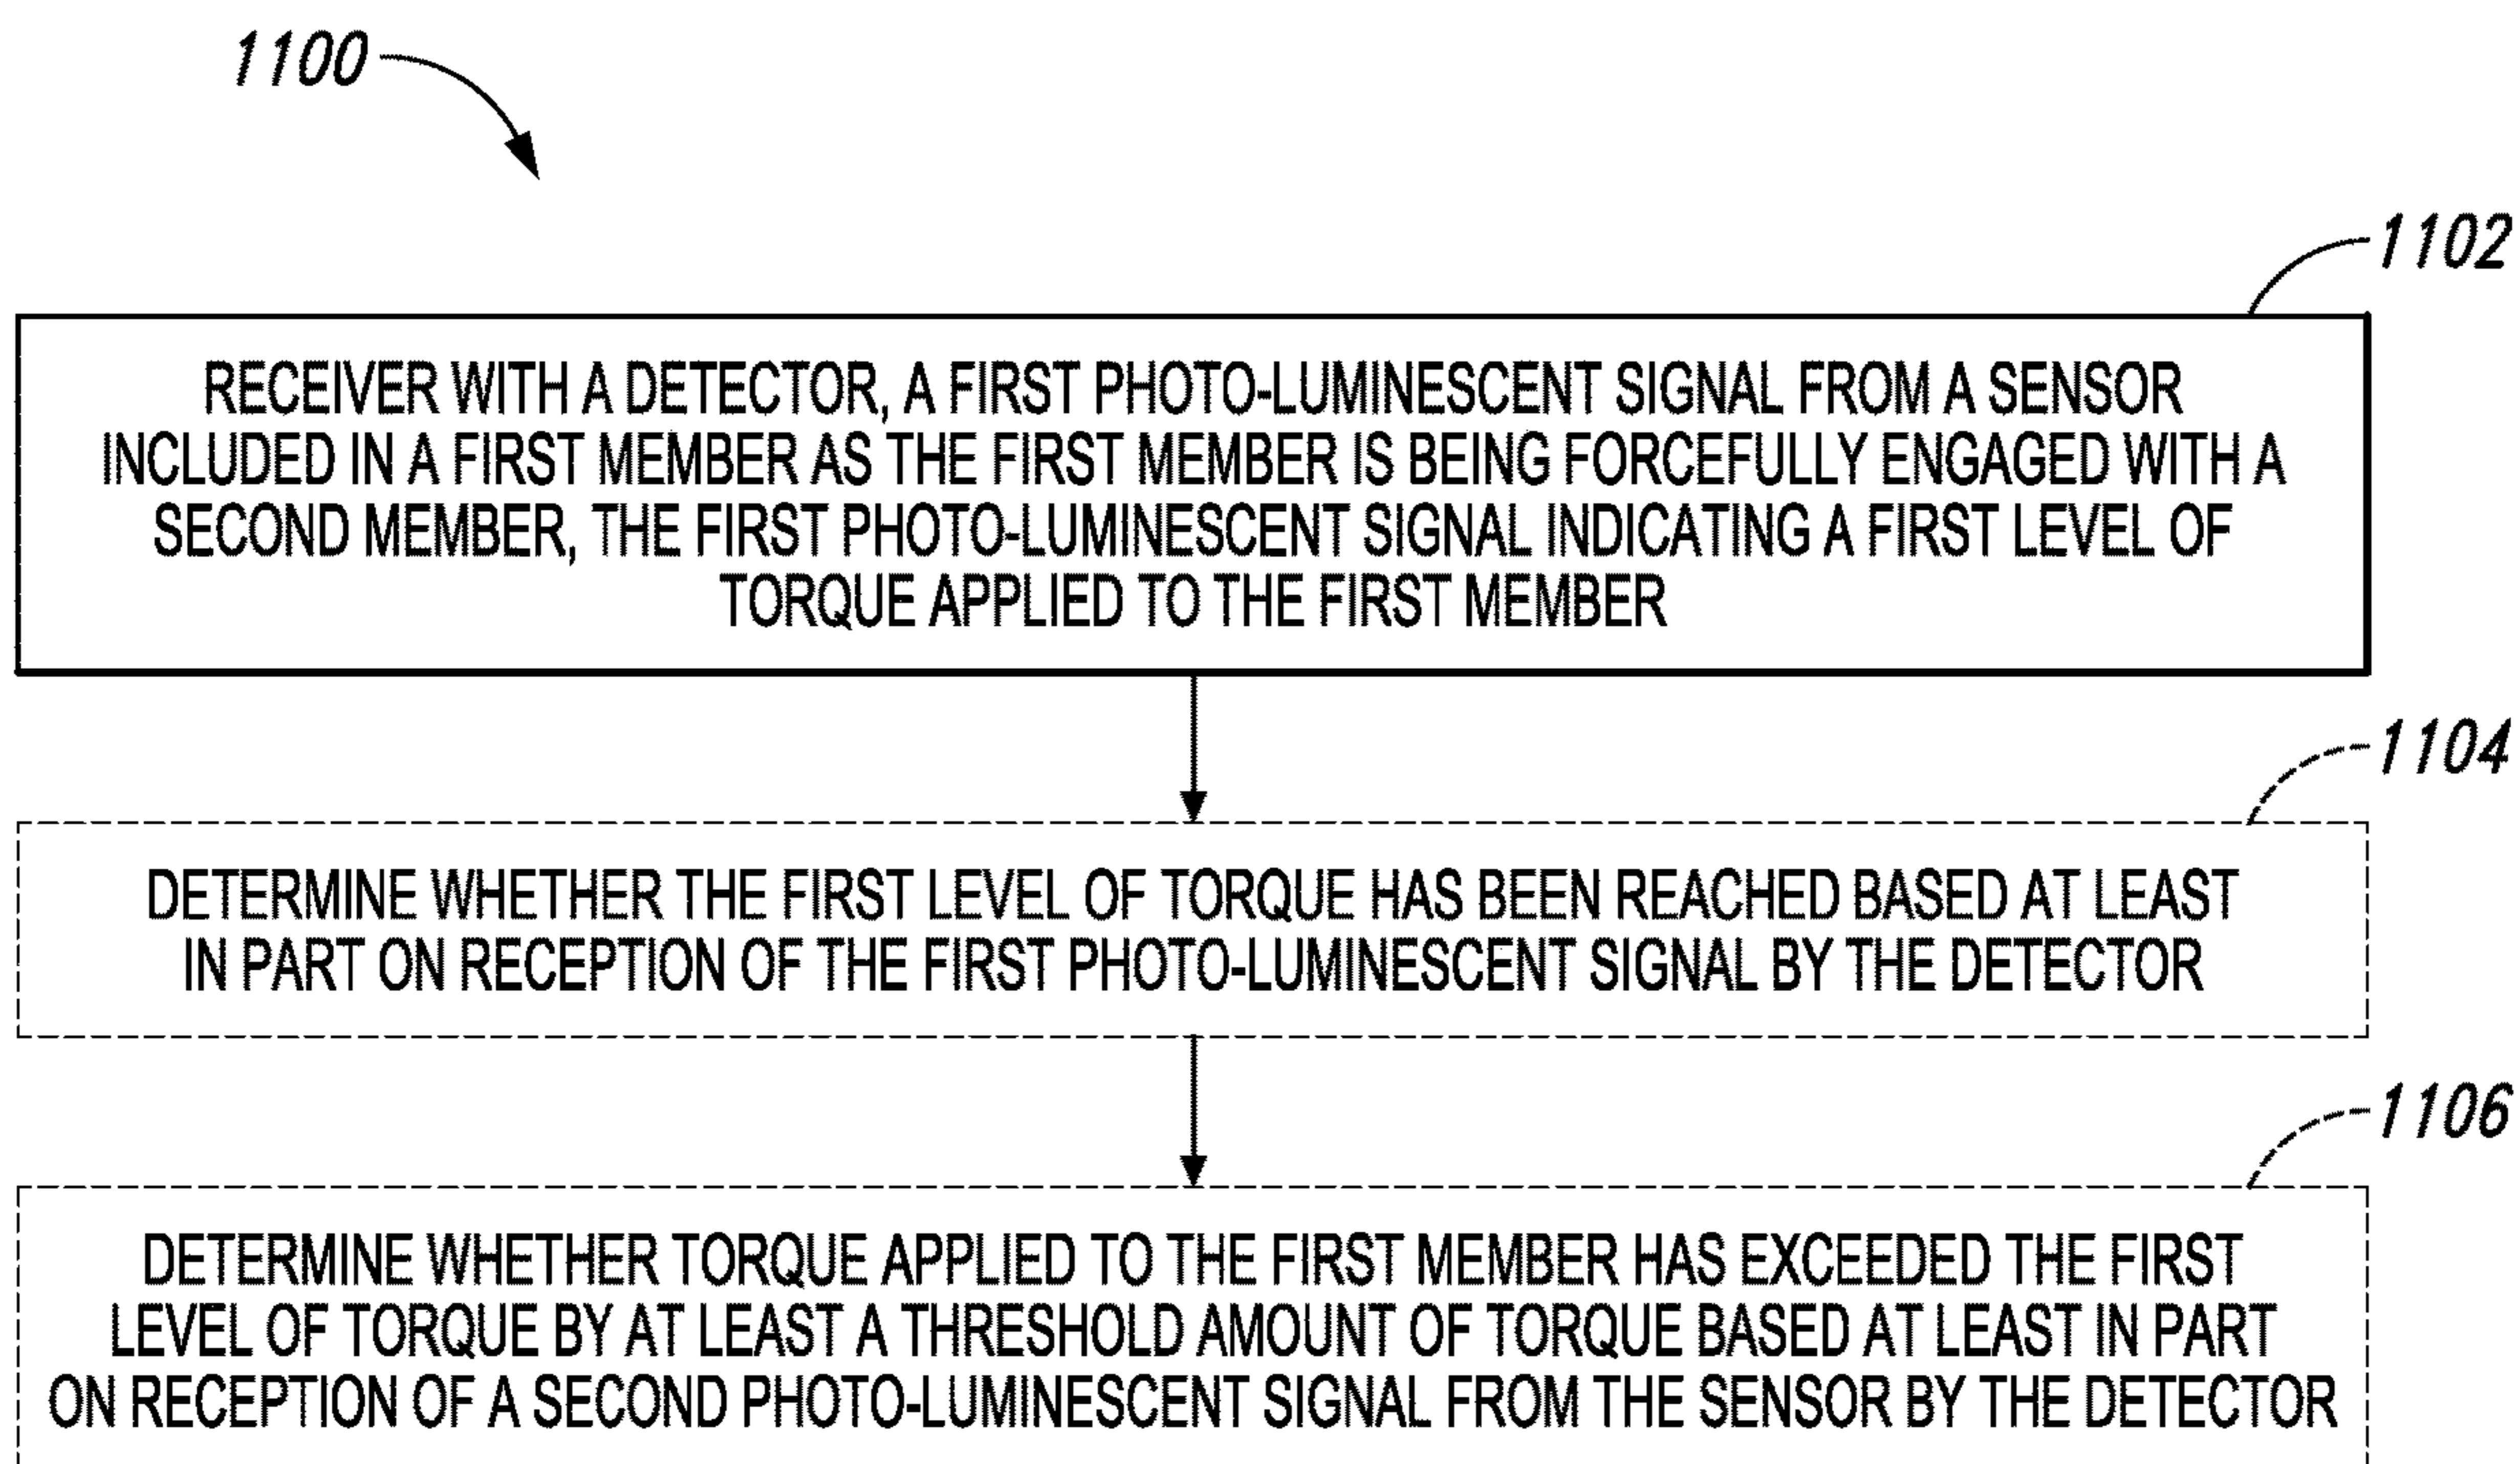 1100
1102
RECEIVER WITH A DETECTOR, A FIRST PHOTO-LUMINESCENT SIGNAL FROM A SENSOR
INCLUDED IN A FIRST MEMBER AS THE FIRST MEMBER IS BEING FORCEFULLY ENGAGED WITH A
SECOND MEMBER, THE FIRST PHOTO-LUMINESCENT SIGNAL INDICATING A FIRST LEVEL OF
TORQUE APPLIED TO THE FIRST MEMBER
1104
DETERMINE WHETHER THE FIRST LEVEL OF TORQUE HAS BEEN REACHED BASED AT LEAST
IN PART ON RECEPTION OF THE FIRST PHOTO-LUMINESCENT SIGNAL BY THE DETECTOR
1106
DETERMINE WHETHER TORQUE APPLIED TO THE FIRST MEMBER HAS EXCEEDED THE FIRST
LEVEL OF TORQUE BY AT LEAST A THRESHOLD AMOUNT OF TORQUE BASED AT LEAST IN PART
ON RECEPTION OF A SECOND PHOTO-LUMINESCENT SIGNAL FROM THE SENSOR BY THE DETECTOR